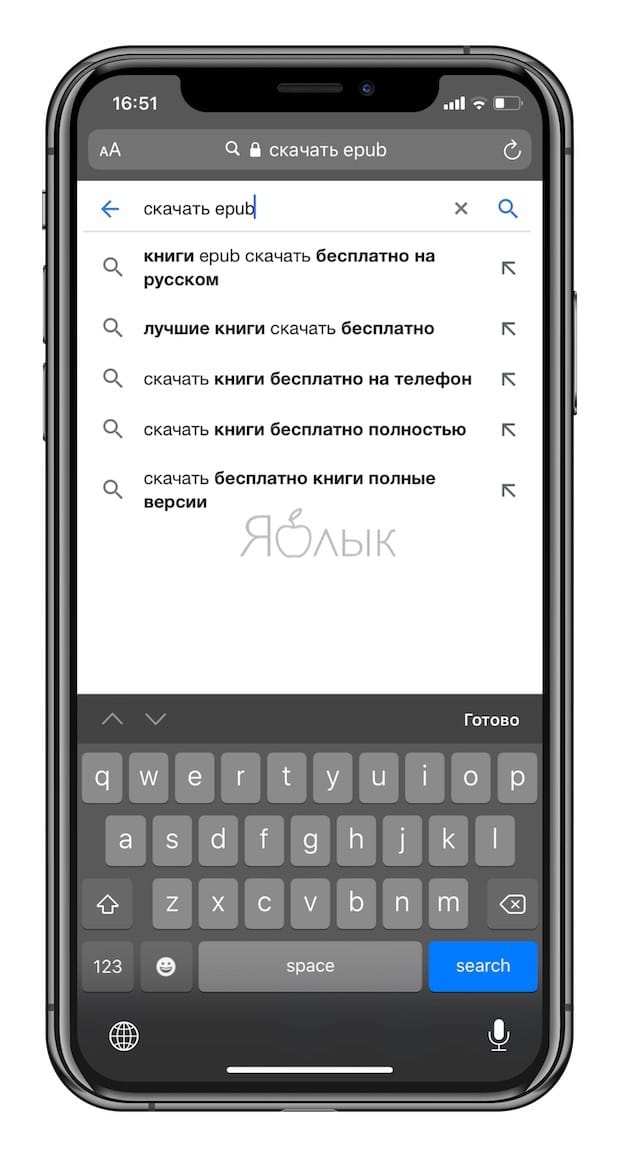 16:51
AA скачать epub
скачать epub
книги epub скачать бесплатно на
русском
лучшие книги скачать бесплатно
скачать книги бесплатно на телефон
скачать книги бесплатно полностью
скачать бесплатно книги полные
версии
Яблык
Готово
q w e r t y u i o p
a s d f g h j k l
z x c v b n m
123 space search